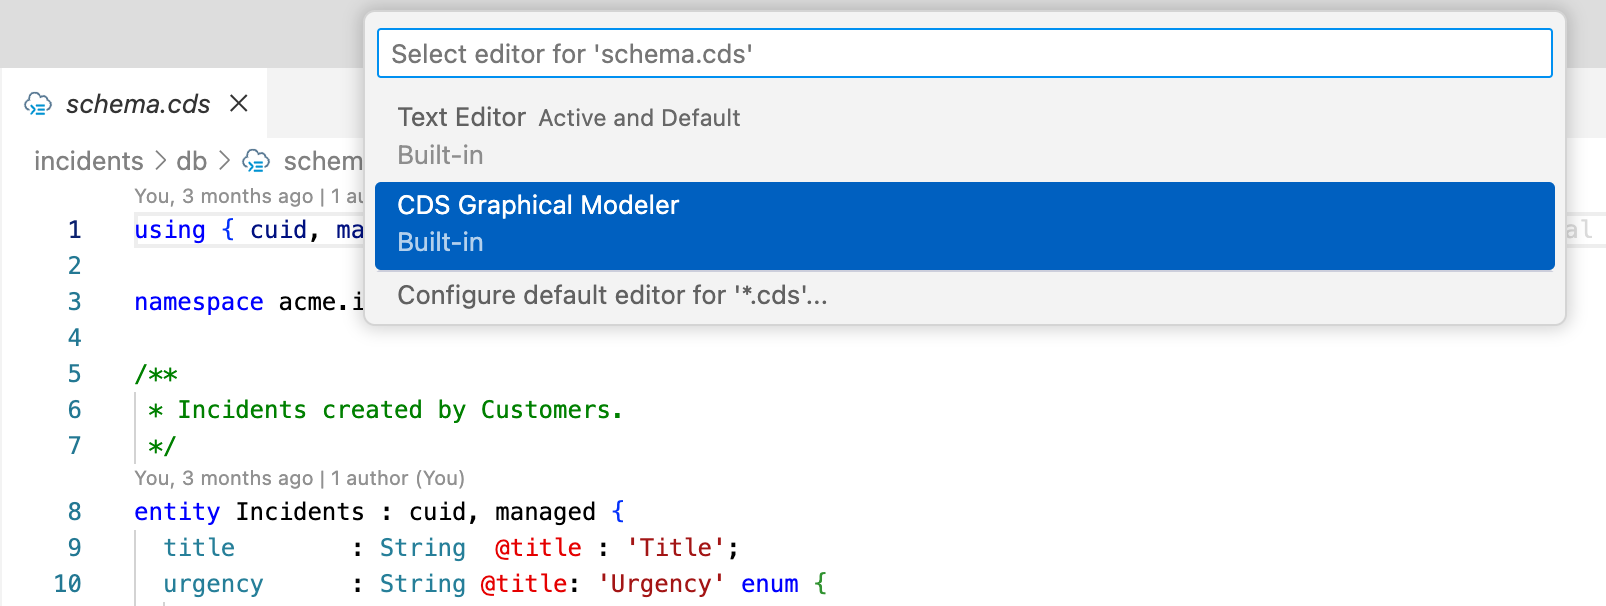 Select editor for 'schema.cds'
Text Editor Active and Default
Built-in
CDS Graphical Modeler
Built-in
Configure default editor for '*.cds'...
schema.cds
incidents > db > schem
You, 3 months ago | 1 au
1 using { cuid, ma al
2
3 namespace acme.i
4
5 /**
6 * Incidents created by Customers.
7 */
You, 3 months ago | 1 author (You)
8 entity Incidents : cuid, managed {
9 title : String @title : 'Title';
10 urgency : String @title: 'Urgency' enum {